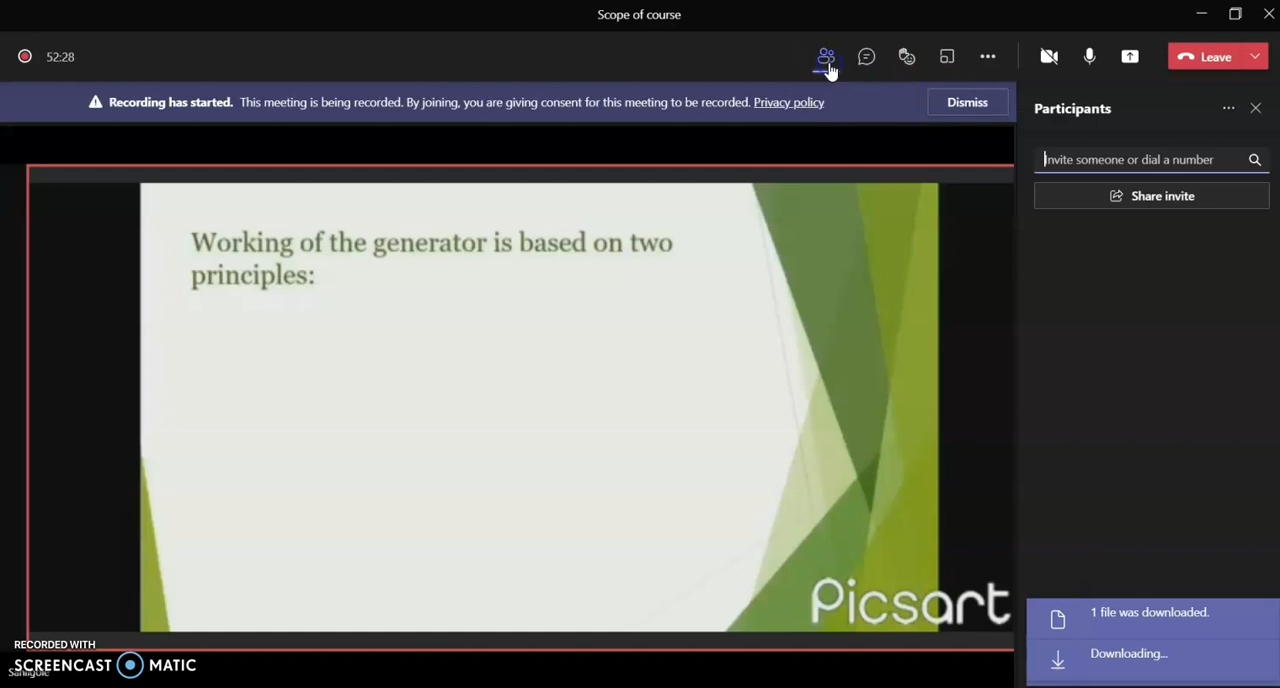 Scope of course
52:28
Leave
Recording has started. This meeting is being recorded. By joining, you are giving consent for this meeting to be recorded. Privacy policy
Dismiss
Participants
Invite someone or dial a number
Share invite
Working of the generator is based on two
principles:
Picsart
1 file was downloaded.
Downloading...
RECORDED WITH
SCREENCAST MATIC